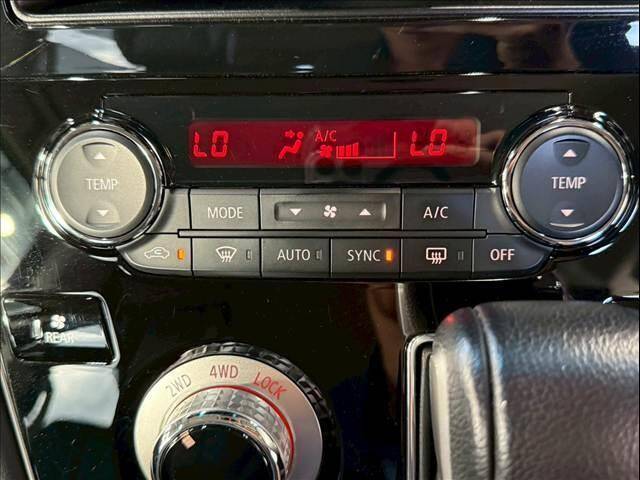 LO A/C LO
TEMP
TEMP
MODE A/C
AUTO SYNC OFF
REAR
2WD 4WD LOCK